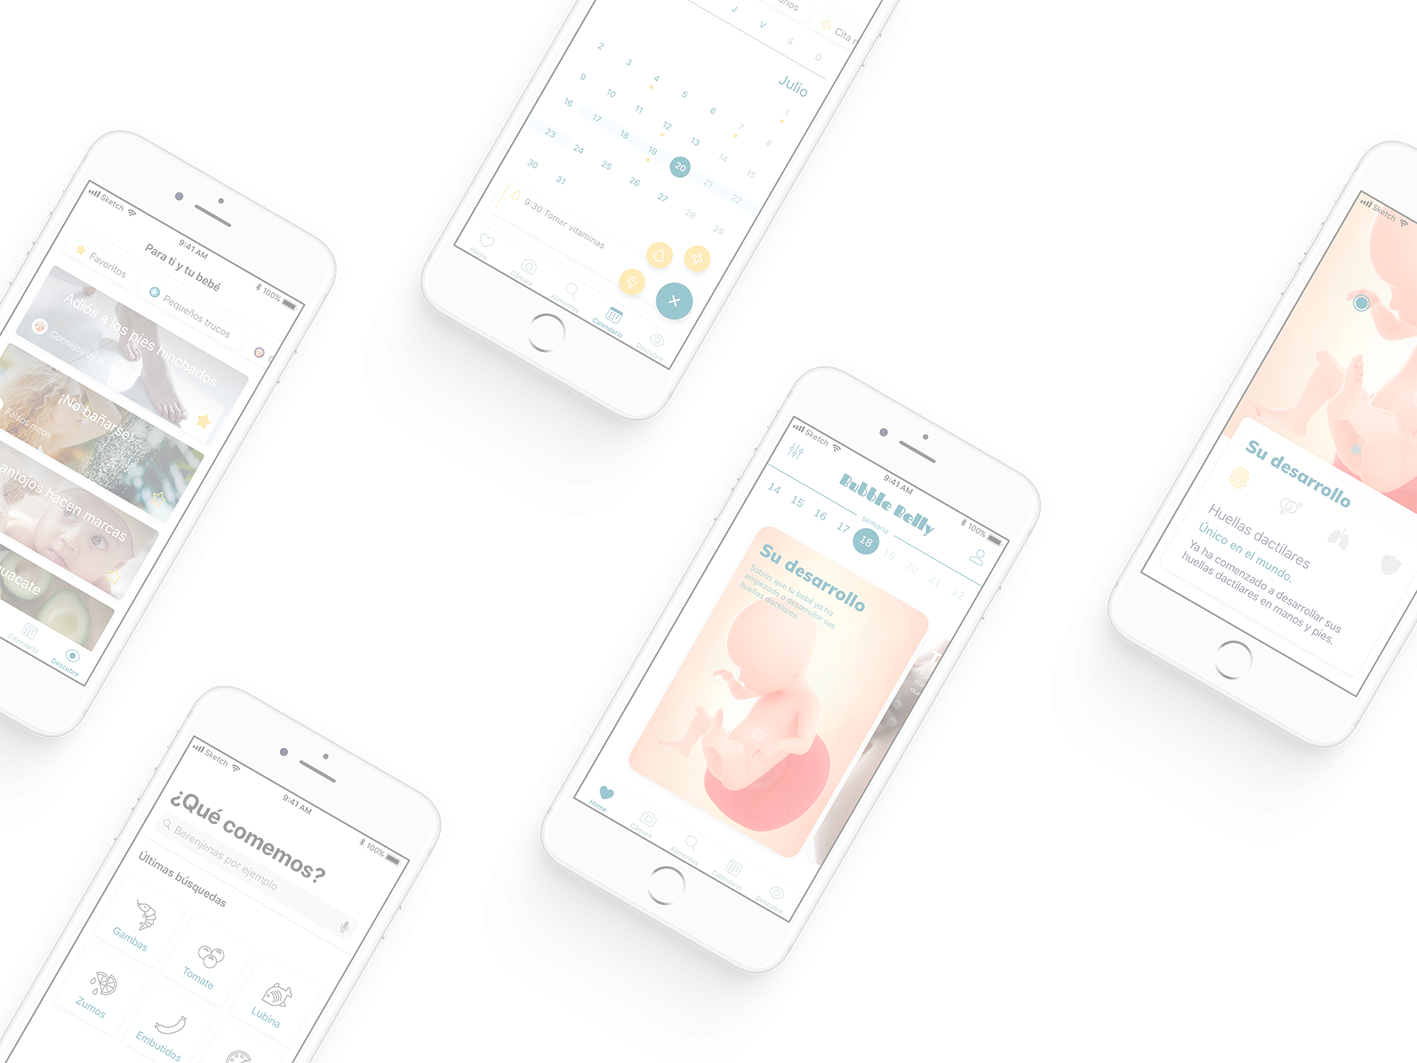 Sketch
9:41 AM
100%
Para ti y tu bebé
Favoritos
Pequeños trucos
Adiós a los pies hinchados
Consejos de
¡No bañarse!
Falsos mitos
antojos hacen marcas
uacate
Calendario
Descubre
Cita
J V S D
Julio
1
2 3 4 5 6 7 8
9 10 11 12 13 14 15
16 17 18 19 20 21 22
23 24 25 26 27 28 29
30 31
9:30 Tomar vitaminas
Home
Cámara
Alimentos
Calendario
Descubre
Sketch
9:41 AM
100%
¿Qué comemos?
Berenjenas por ejemplo
Últimas búsquedas
Gambas
Tomate
Lubina
Zumos
Embutidos
Sketch
9:41 AM
100%
Bubble Belly
semana
14 15 16 17 18 19 20 21 22
Su desarrollo
Sabías que tu bebé ya ha
empezado a desarrollar sus
huellas dactilares.
Home
Cámara
Alimentos
Calendario
Descubre
Sketch
Su desarrollo
Huellas dactilares
Único en el mundo.
Ya ha comenzado a desarrollar sus
huellas dactilares en manos y pies.